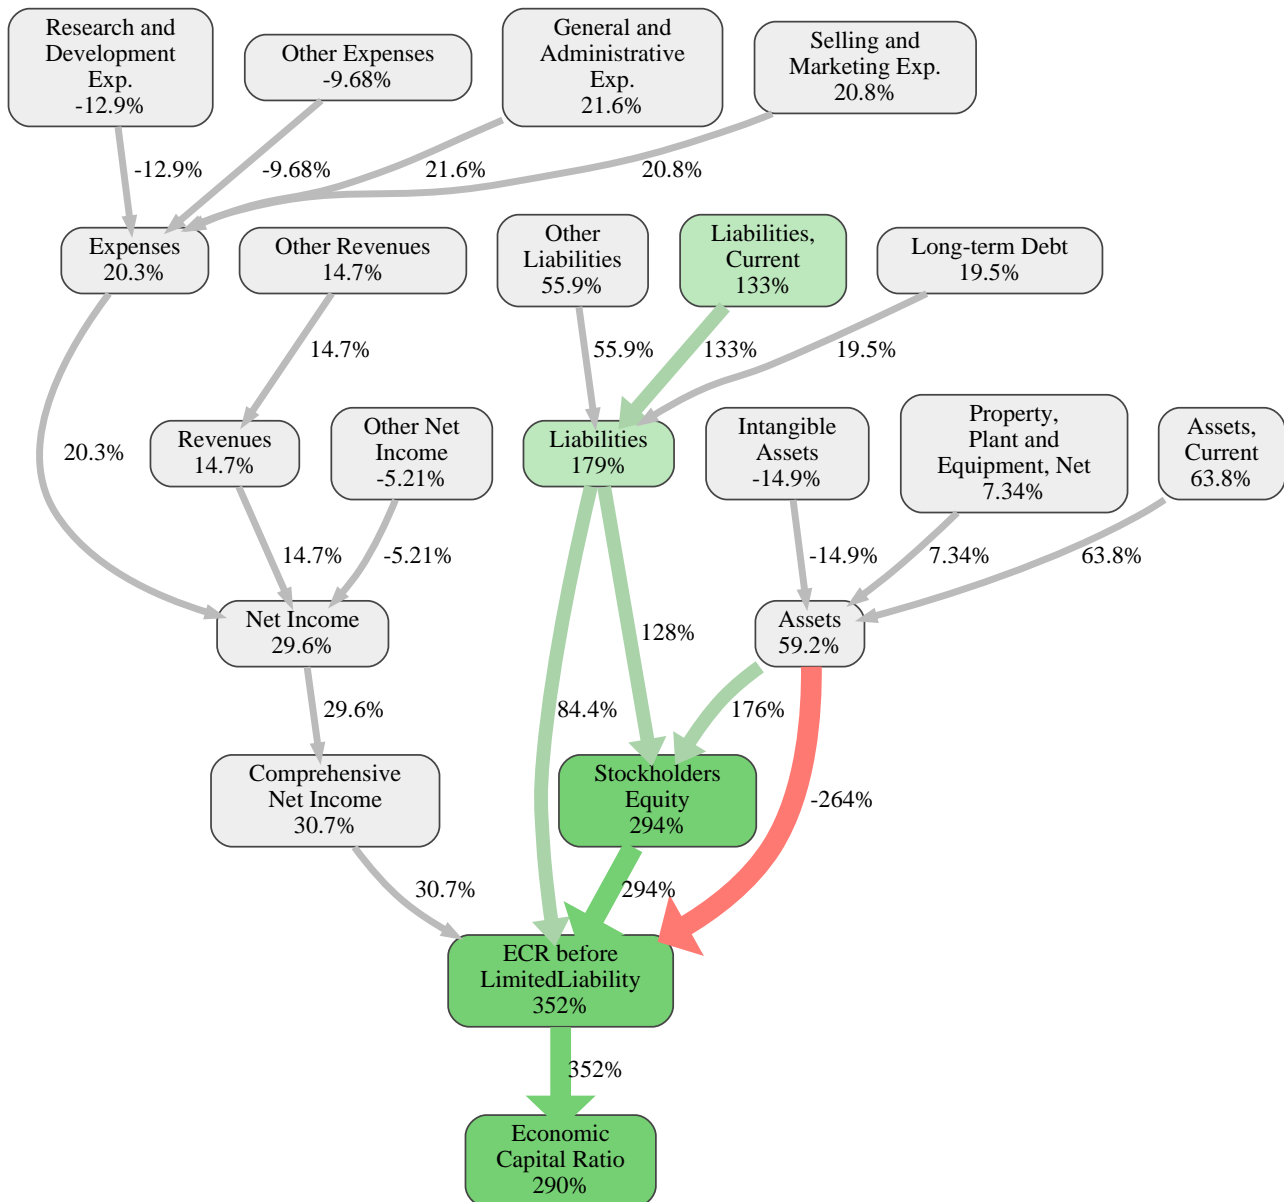 Research and
Development
Exp.
-12.9%
Other Expenses
-9.68%
General and
Administrative
Exp.
21.6%
Selling and
Marketing Exp.
20.8%
-12.9%
-9.68%
21.6%
20.8%
Expenses
20.3%
Other Revenues
14.7%
Other
Liabilities
55.9%
Liabilities,
Current
133%
Long-term Debt
19.5%
14.7%
55.9%
133%
19.5%
20.3%
Revenues
14.7%
Other Net
Income
-5.21%
Liabilities
179%
Intangible
Assets
-14.9%
Property,
Plant and
Equipment, Net
7.34%
Assets,
Current
63.8%
14.7%
-5.21%
-14.9%
7.34%
63.8%
Net Income
29.6%
128%
Assets
59.2%
29.6%
84.4%
176%
-264%
Comprehensive
Net Income
30.7%
Stockholders
Equity
294%
30.7%
294%
ECR before
LimitedLiability
352%
352%
Economic
Capital Ratio
290%